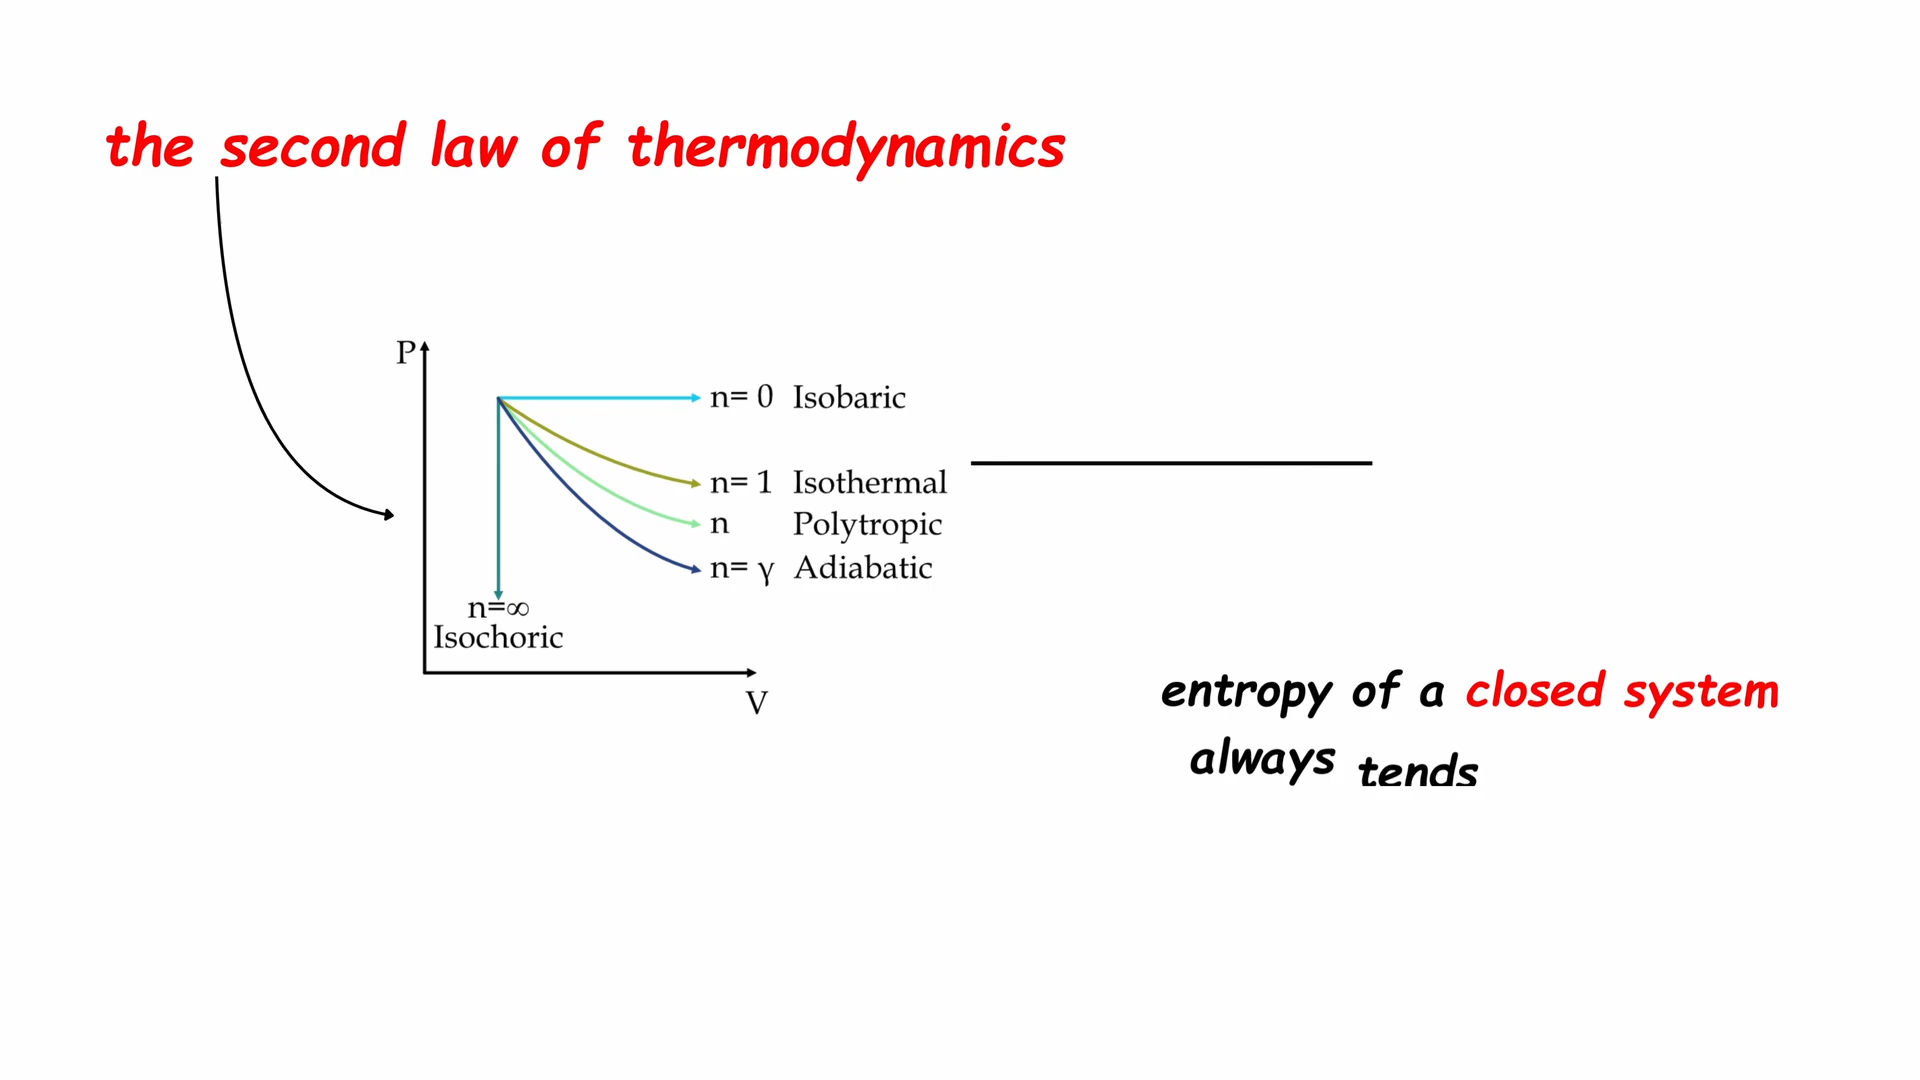 the second law of thermodynamics
P
n= 0 Isobaric
n= 1 Isothermal
n Polytropic
n= γ Adiabatic
n=∞
Isochoric
V
entropy of a closed system
always tends